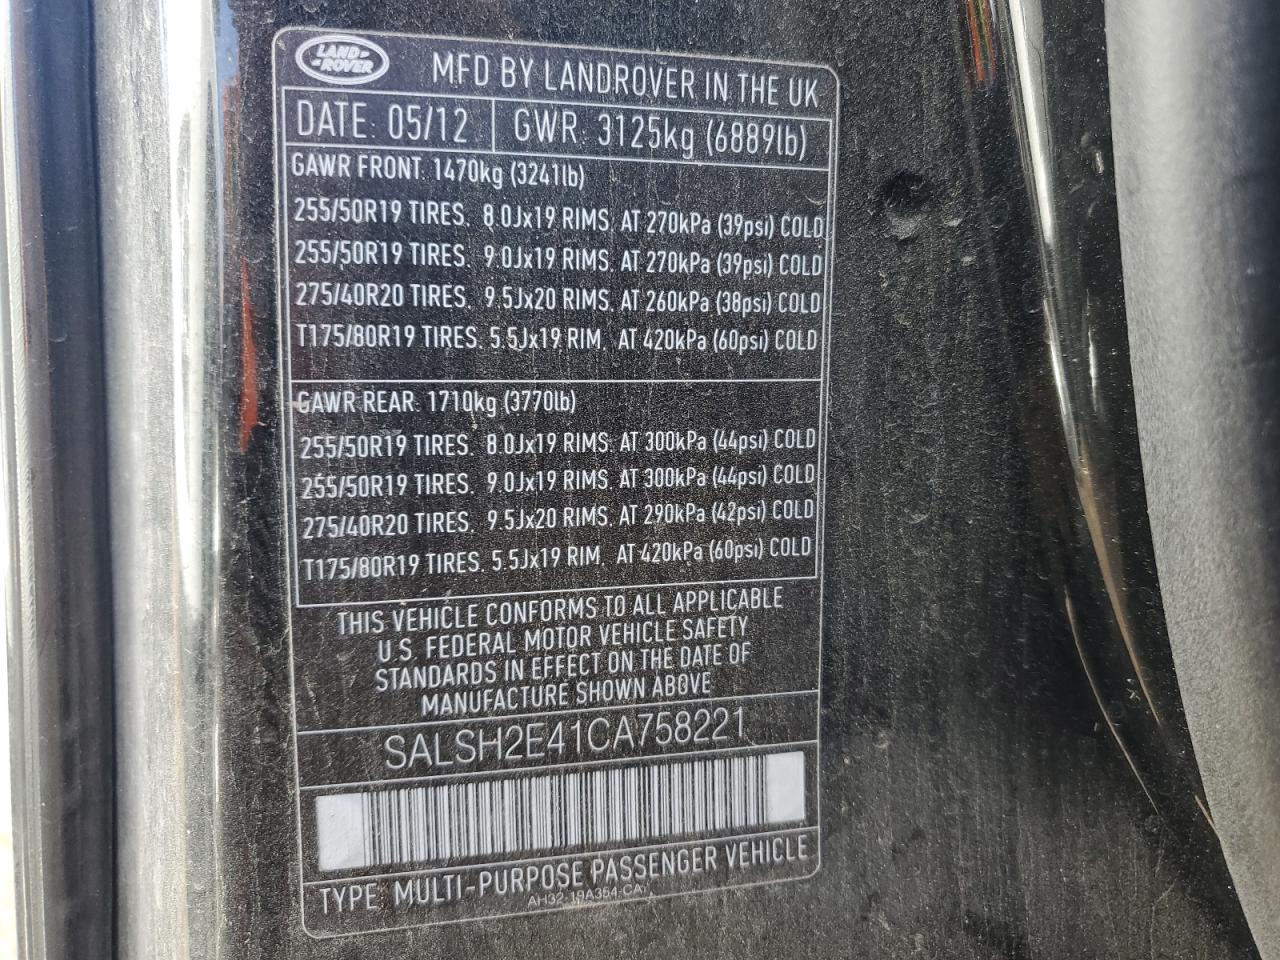 LAND-
-ROVER
MFD BY LANDROVER IN THE UK
DATE: 05/12 GWR: 3125kg (6889lb)
GAWR FRONT: 1470kg (3241lb)
255/50R19 TIRES. 8.0Jx19 RIMS. AT 270kPa (39psi) COLD
255/50R19 TIRES. 9.0Jx19 RIMS. AT 270kPa (39psi) COLD
275/40R20 TIRES. 9.5Jx20 RIMS. AT 260kPa (38psi) COLD
T175/80R19 TIRES. 5.5Jx19 RIM. AT 420kPa (60psi) COLD
GAWR REAR: 1710kg (3770lb)
255/50R19 TIRES. 8.0Jx19 RIMS. AT 300kPa (44psi) COLD
255/50R19 TIRES. 9.0Jx19 RIMS. AT 300kPa (44psi) COLD
275/40R20 TIRES. 9.5Jx20 RIMS. AT 290kPa (42psi) COLD
T175/80R19 TIRES. 5.5Jx19 RIM. AT 420kPa (60psi) COLD
THIS VEHICLE CONFORMS TO ALL APPLICABLE
U.S. FEDERAL MOTOR VEHICLE SAFETY
STANDARDS IN EFFECT ON THE DATE OF
MANUFACTURE SHOWN ABOVE
SALSH2E41CA758221
TYPE: MULTI-PURPOSE PASSENGER VEHICLE
AH32-19A354-CA